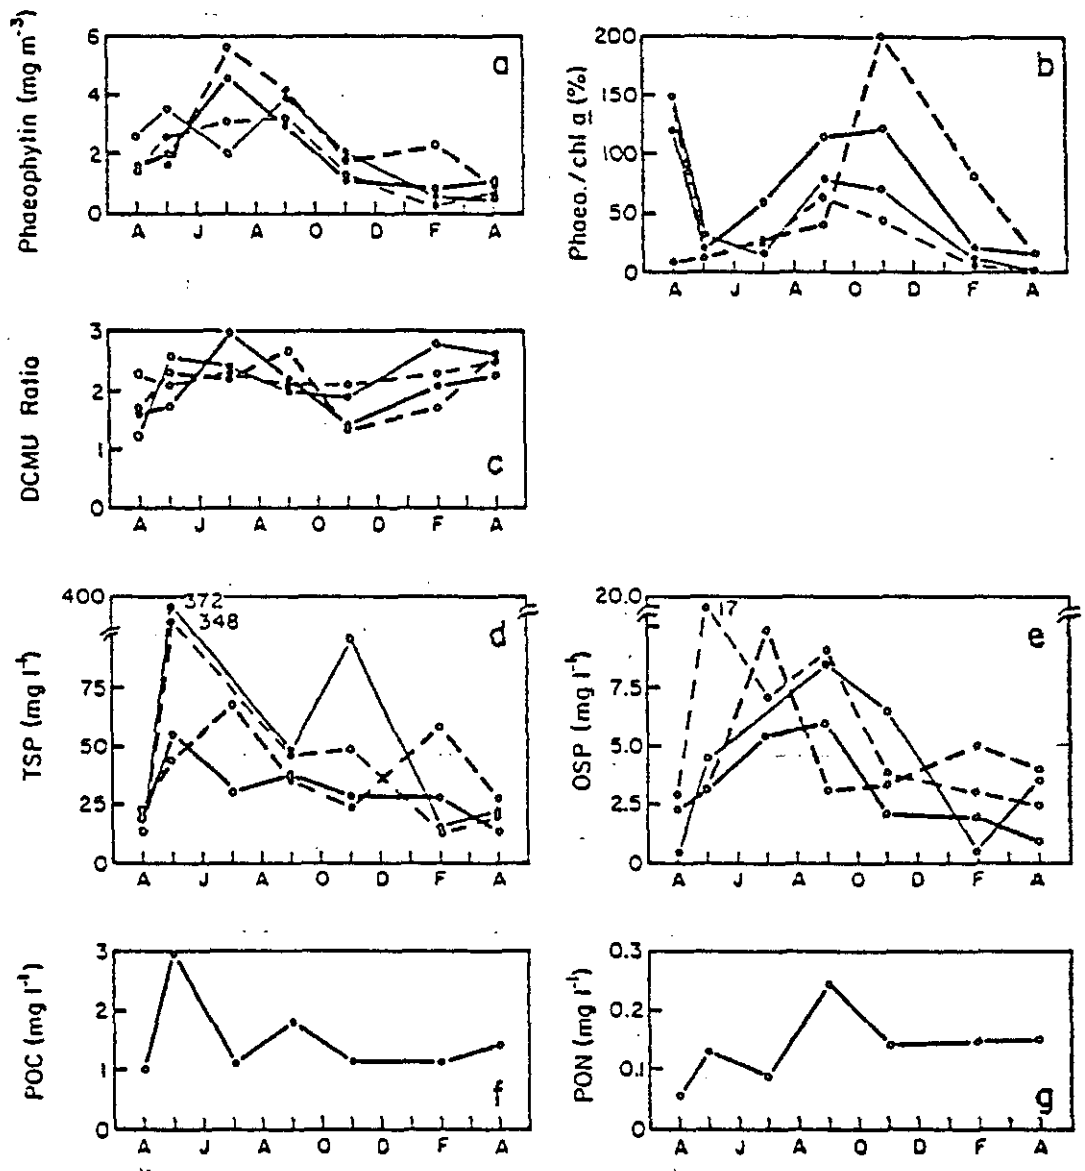 Phaeophytin (mg m⁻³)
6
4
2
0
a
A J A O D F A
Phaeo./chl a (%)
200
150
100
50
0
b
A J A O D F A
DCMU Ratio
3
2
1
0
c
A J A O D F A
TSP (mg l⁻¹)
400
75
50
25
0
372
348
d
A J A O D F A
OSP (mg l⁻¹)
20.0
7.5
5.0
2.5
0
17
e
A J A O D F A
POC (mg l⁻¹)
3
2
1
0
f
A J A O D F A
PON (mg l⁻¹)
0.3
0.2
0.1
0
g
A J A O D F A